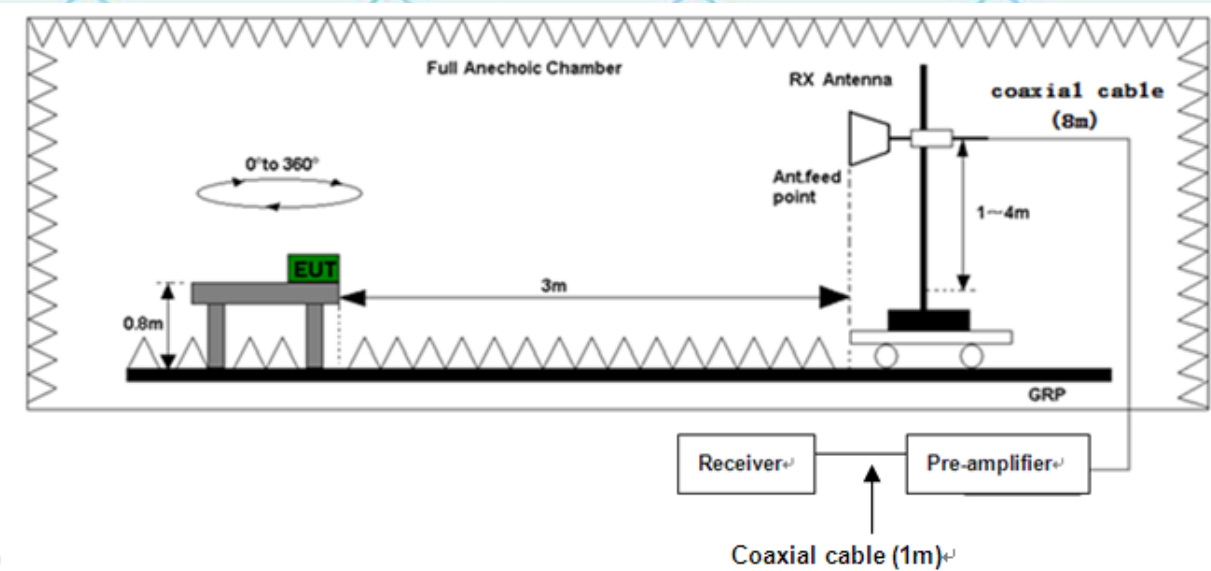 Full Anechoic Chamber
RX Antenna
coaxial cable
(8m)
0°to 360°
Ant.feed
point
1~4m
EUT
3m
0.8m
GRP
Receiver↵
Pre-amplifier↵
Coaxial cable (1m)↵